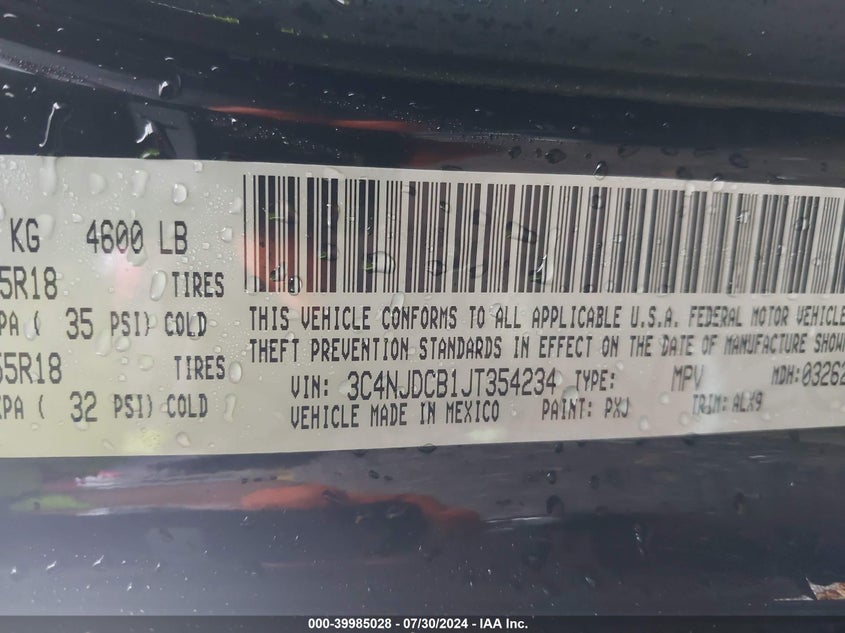 KG 4600 LB
5R18 TIRES
PA ( 35 PSI) COLD
55R18 TIRES
KPA ( 32 PSI) COLD
THIS VEHICLE CONFORMS TO ALL APPLICABLE U.S.A. FEDERAL MOTOR VEHICLE
THEFT PREVENTION STANDARDS IN EFFECT ON THE DATE OF MANUFACTURE SHOW
VIN: 3C4NJDCB1JT354234 TYPE: MPV MDH: 03262
VEHICLE MADE IN MEXICO PAINT: PXJ TRIM: ALX9
000-39985028 - 07/30/2024 - IAA Inc.